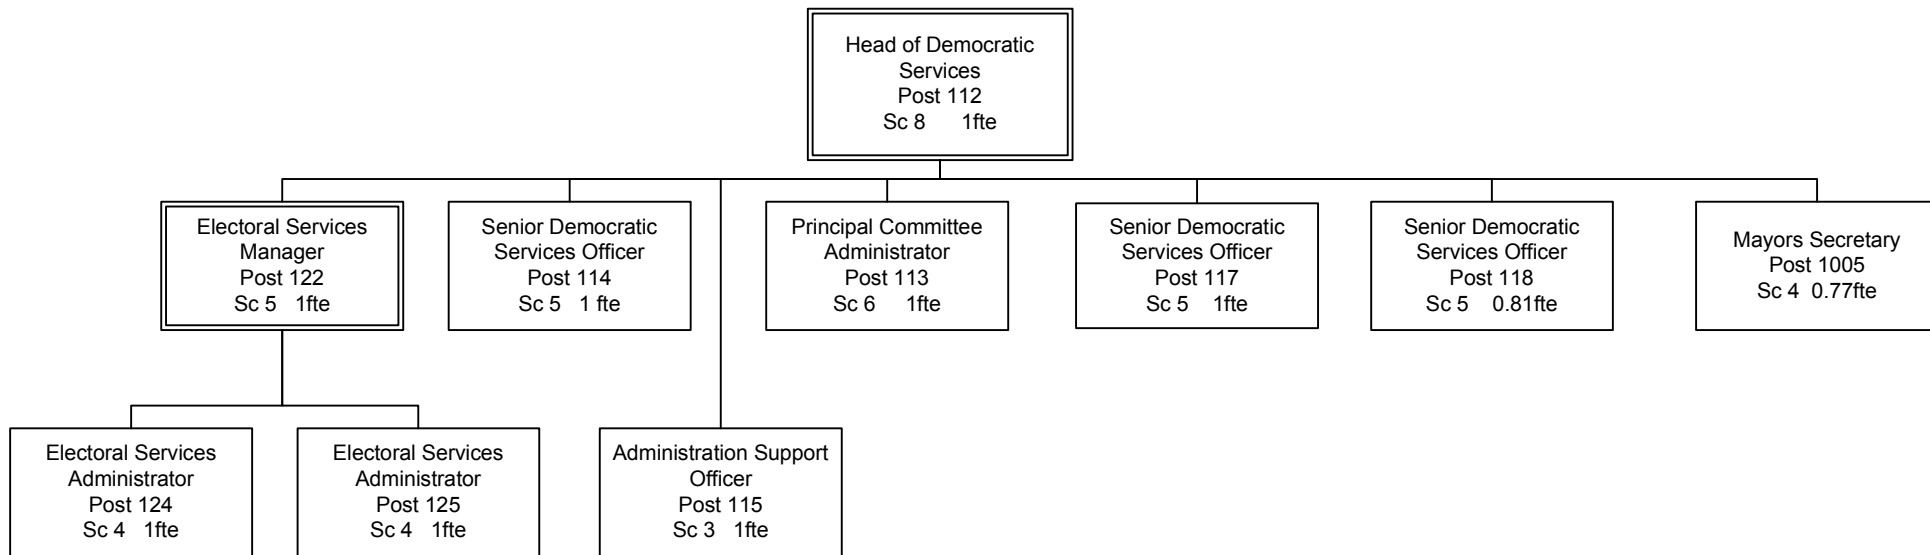 Head of Democratic
Services
Post 112
Sc 8 1fte
Electoral Services
Manager
Post 122
Sc 5 1fte
Senior Democratic
Services Officer
Post 114
Sc 5 1 fte
Principal Committee
Administrator
Post 113
Sc 6 1fte
Senior Democratic
Services Officer
Post 117
Sc 5 1fte
Senior Democratic
Services Officer
Post 118
Sc 5 0.81fte
Mayors Secretary
Post 1005
Sc 4 0.77fte
Electoral Services
Administrator
Post 124
Sc 4 1fte
Electoral Services
Administrator
Post 125
Sc 4 1fte
Administration Support
Officer
Post 115
Sc 3 1fte